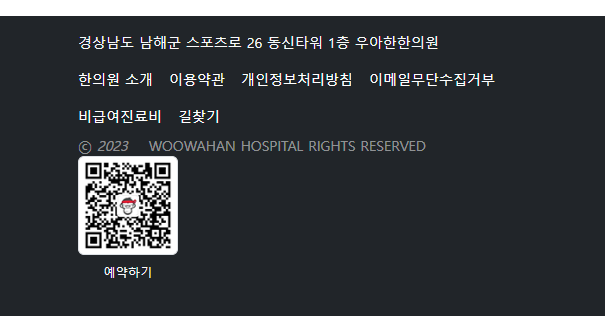 경상남도 남해군 스포츠로 26 동신타워 1층 우아한한의원
한의원 소개 이용약관 개인정보처리방침 이메일무단수집거부
비급여진료비 길찾기
© 2023 WOOWAHAN HOSPITAL RIGHTS RESERVED
예약하기